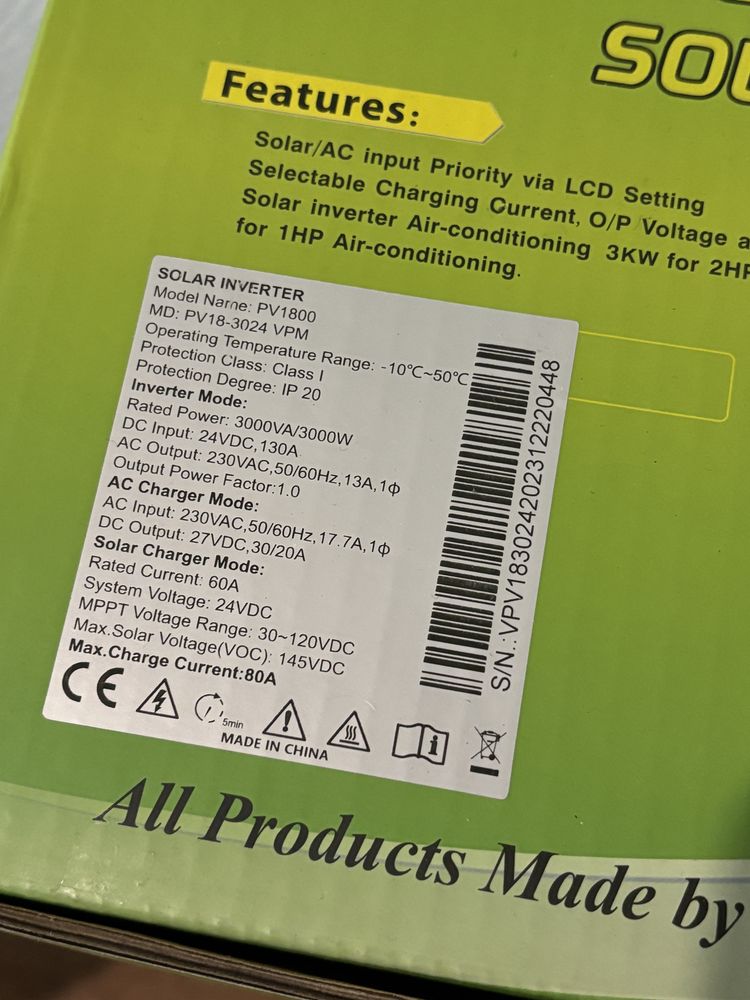 Features:
Solar/AC input Priority via LCD Setting
Selectable Charging Current, O/P Voltage
Solar inverter Air-conditioning 3KW for 2HP
for 1HP Air-conditioning.
SOLAR INVERTER
Model Name: PV1800
MD: PV18-3024 VPM
Operating Temperature Range: -10℃~50℃
Protection Class: Class I
Protection Degree: IP 20
Inverter Mode:
Rated Power: 3000VA/3000W
DC Input: 24VDC,130A
AC Output: 230VAC,50/60Hz,13A,1ϕ
Output Power Factor:1.0
AC Charger Mode:
AC Input: 230VAC,50/60Hz,17.7A,1ϕ
DC Output: 27VDC,30/20A
Solar Charger Mode:
Rated Current: 60A
System Voltage: 24VDC
MPPT Voltage Range: 30~120VDC
Max.Solar Voltage(VOC): 145VDC
Max.Charge Current:80A
CE
5min
MADE IN CHINA
S/N.:VPV18302420231222​0448
All Products Made by